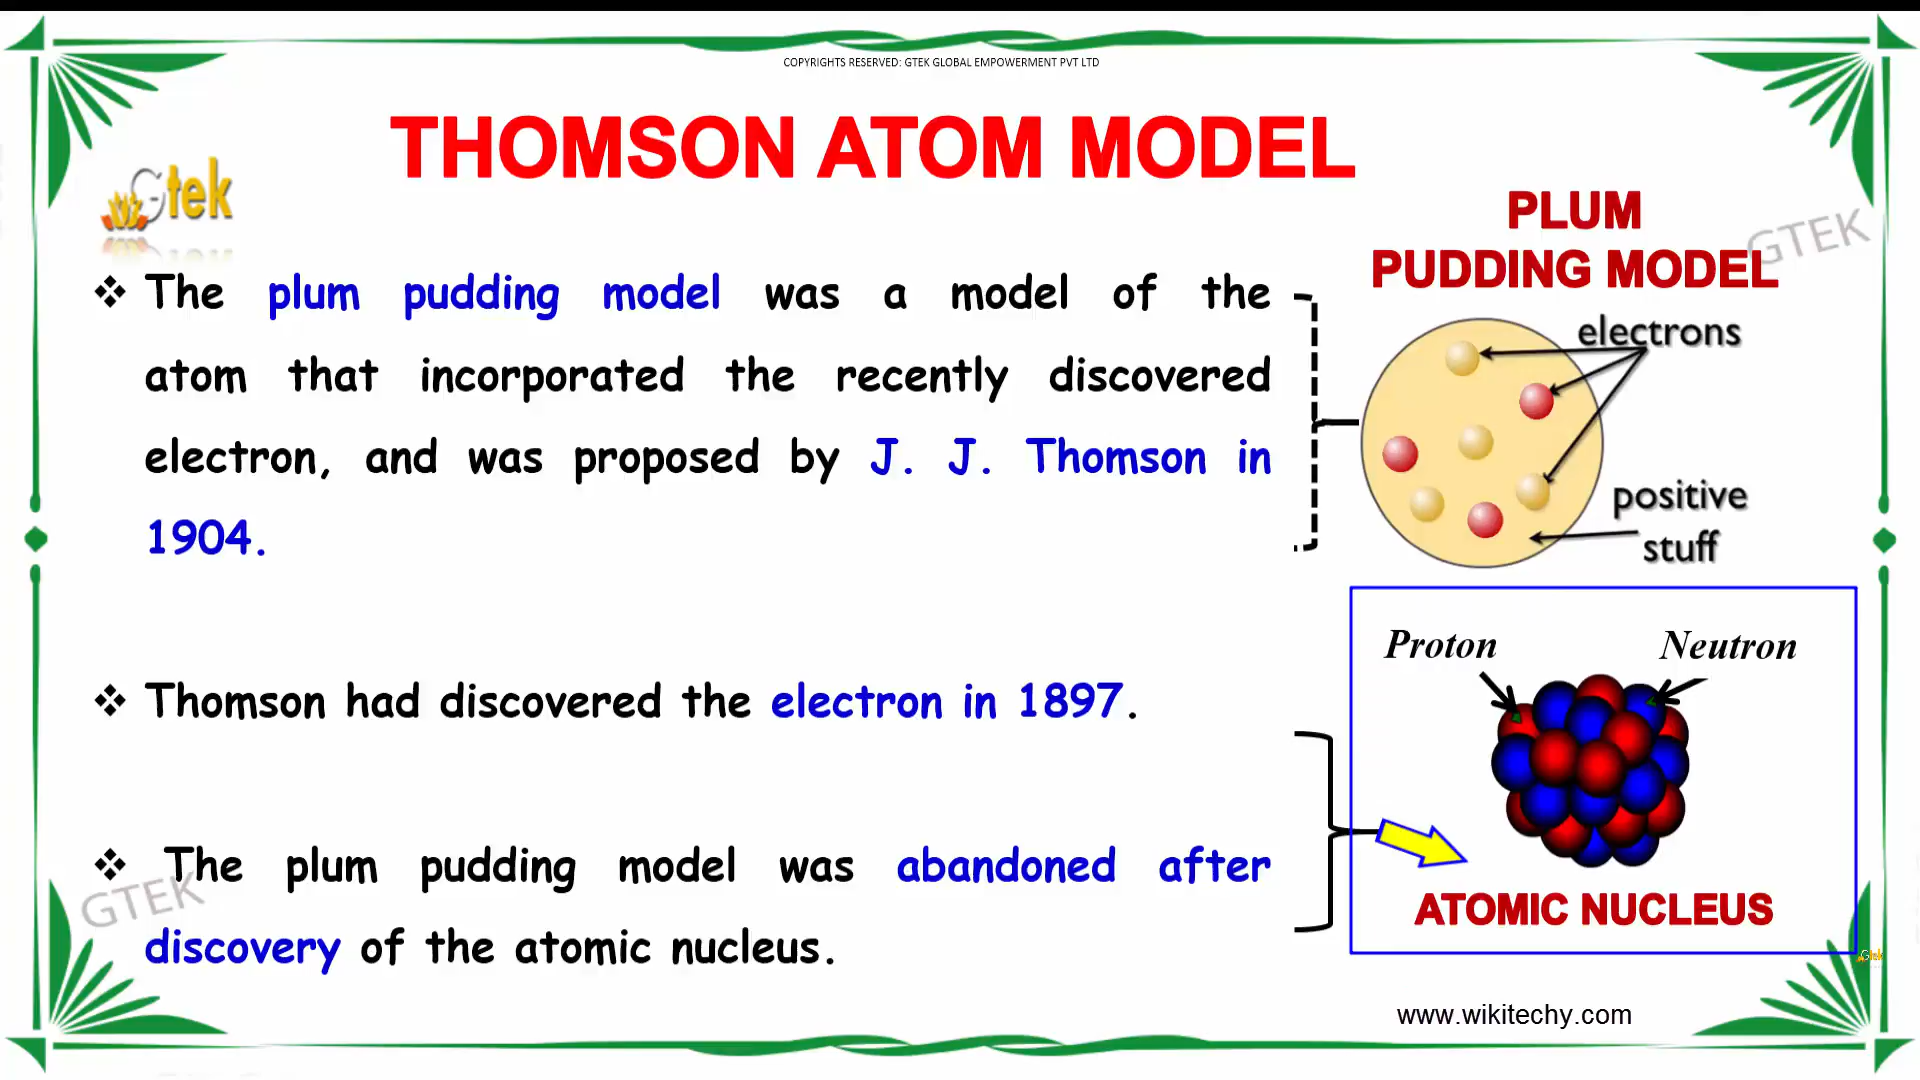 COPYRIGHTS RESERVED: GTEK GLOBAL EMPOWERMENT PVT LTD
THOMSON ATOM MODEL
Gtek
PLUM
PUDDING MODEL
GTEK
❖ The plum pudding model was a model of the
atom that incorporated the recently discovered
electron, and was proposed by J. J. Thomson in
1904.
electrons
positive
stuff
❖ Thomson had discovered the electron in 1897.
❖ The plum pudding model was abandoned after
discovery of the atomic nucleus.
GTEK
Proton
Neutron
ATOMIC NUCLEUS
Gtek
www.wikitechy.com